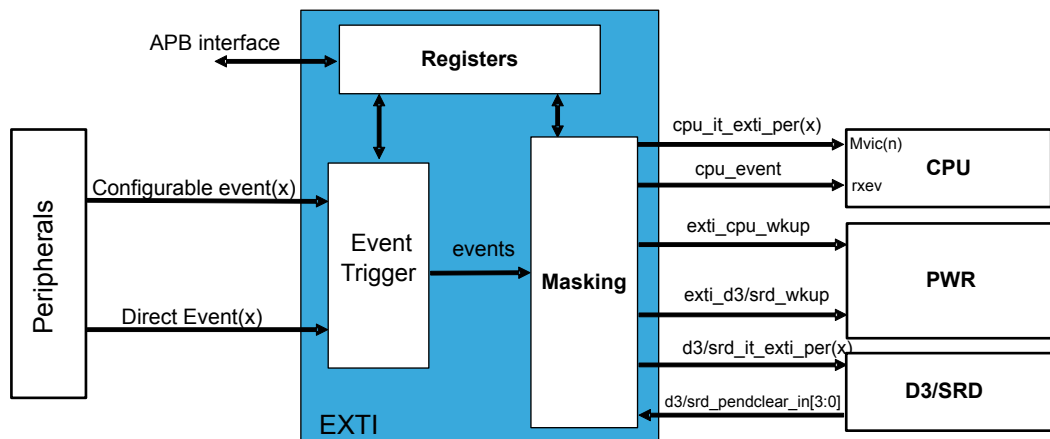 APB interface
Registers
cpu_it_exti_per(x)
Mvic(n)
CPU
cpu_event
rxev
Configurable event(x)
Peripherals
Event
Trigger
events
Masking
exti_cpu_wkup
PWR
exti_d3/srd_wkup
Direct Event(x)
d3/srd_it_exti_per(x)
D3/SRD
d3/srd_pendclear_in[3:0]
EXTI